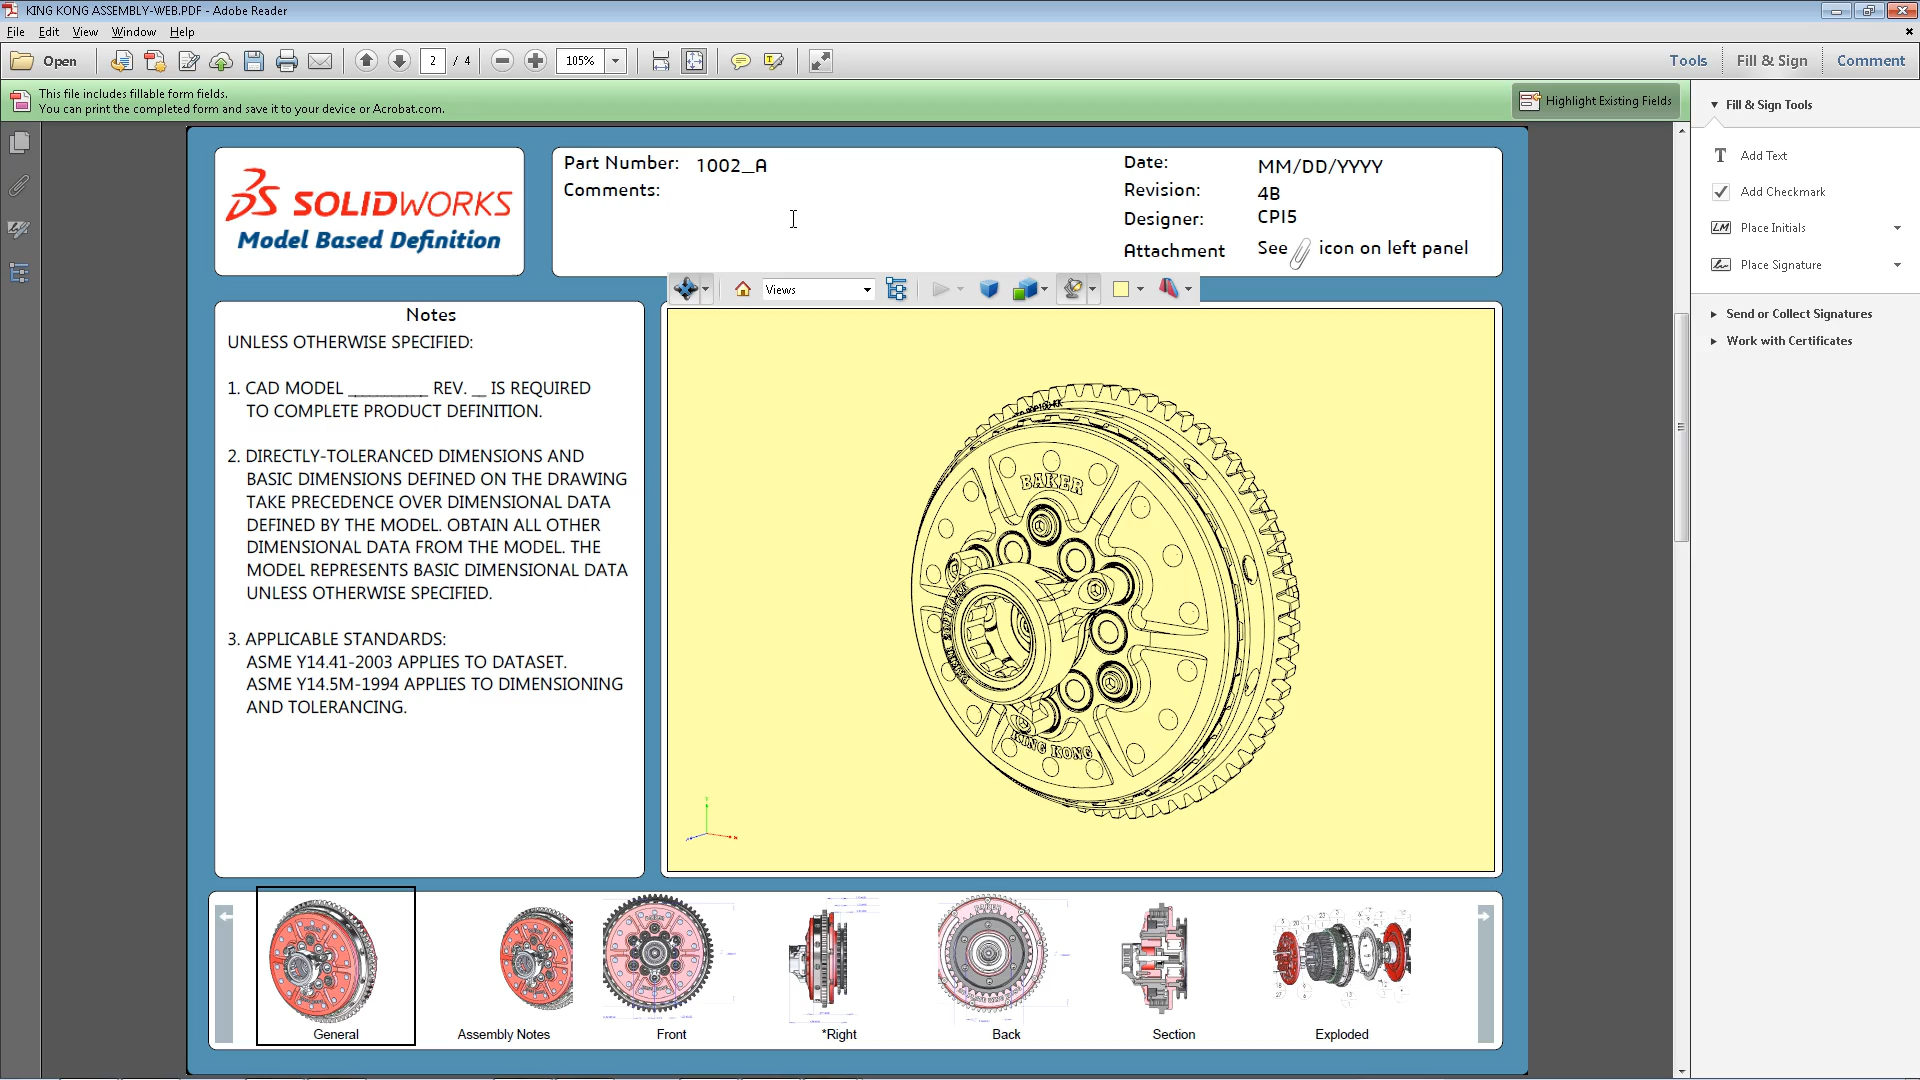 KING KONG ASSEMBLY-WEB.PDF - Adobe Reader
File Edit View Window Help
Open 2 / 4 105% Tools Fill & Sign Comment
This file includes fillable form fields.
You can print the completed form and save it to your device or Acrobat.com.
Highlight Existing Fields
Fill & Sign Tools
Add Text
Add Checkmark
Place Initials
Place Signature
Send or Collect Signatures
Work with Certificates
SOLIDWORKS
Model Based Definition
Part Number: 1002_A
Comments:
Date: MM/DD/YYYY
Revision: 4B
Designer: CPI5
Attachment See icon on left panel
Views
Notes
UNLESS OTHERWISE SPECIFIED:
1. CAD MODEL __________ REV. __ IS REQUIRED
TO COMPLETE PRODUCT DEFINITION.
2. DIRECTLY-TOLERANCED DIMENSIONS AND
BASIC DIMENSIONS DEFINED ON THE DRAWING
TAKE PRECEDENCE OVER DIMENSIONAL DATA
DEFINED BY THE MODEL. OBTAIN ALL OTHER
DIMENSIONAL DATA FROM THE MODEL. THE
MODEL REPRESENTS BASIC DIMENSIONAL DATA
UNLESS OTHERWISE SPECIFIED.
3. APPLICABLE STANDARDS:
ASME Y14.41-2003 APPLIES TO DATASET.
ASME Y14.5M-1994 APPLIES TO DIMENSIONING
AND TOLERANCING.
BAKER
KING KONG
General
Assembly Notes
Front
*Right
Back
Section
Exploded